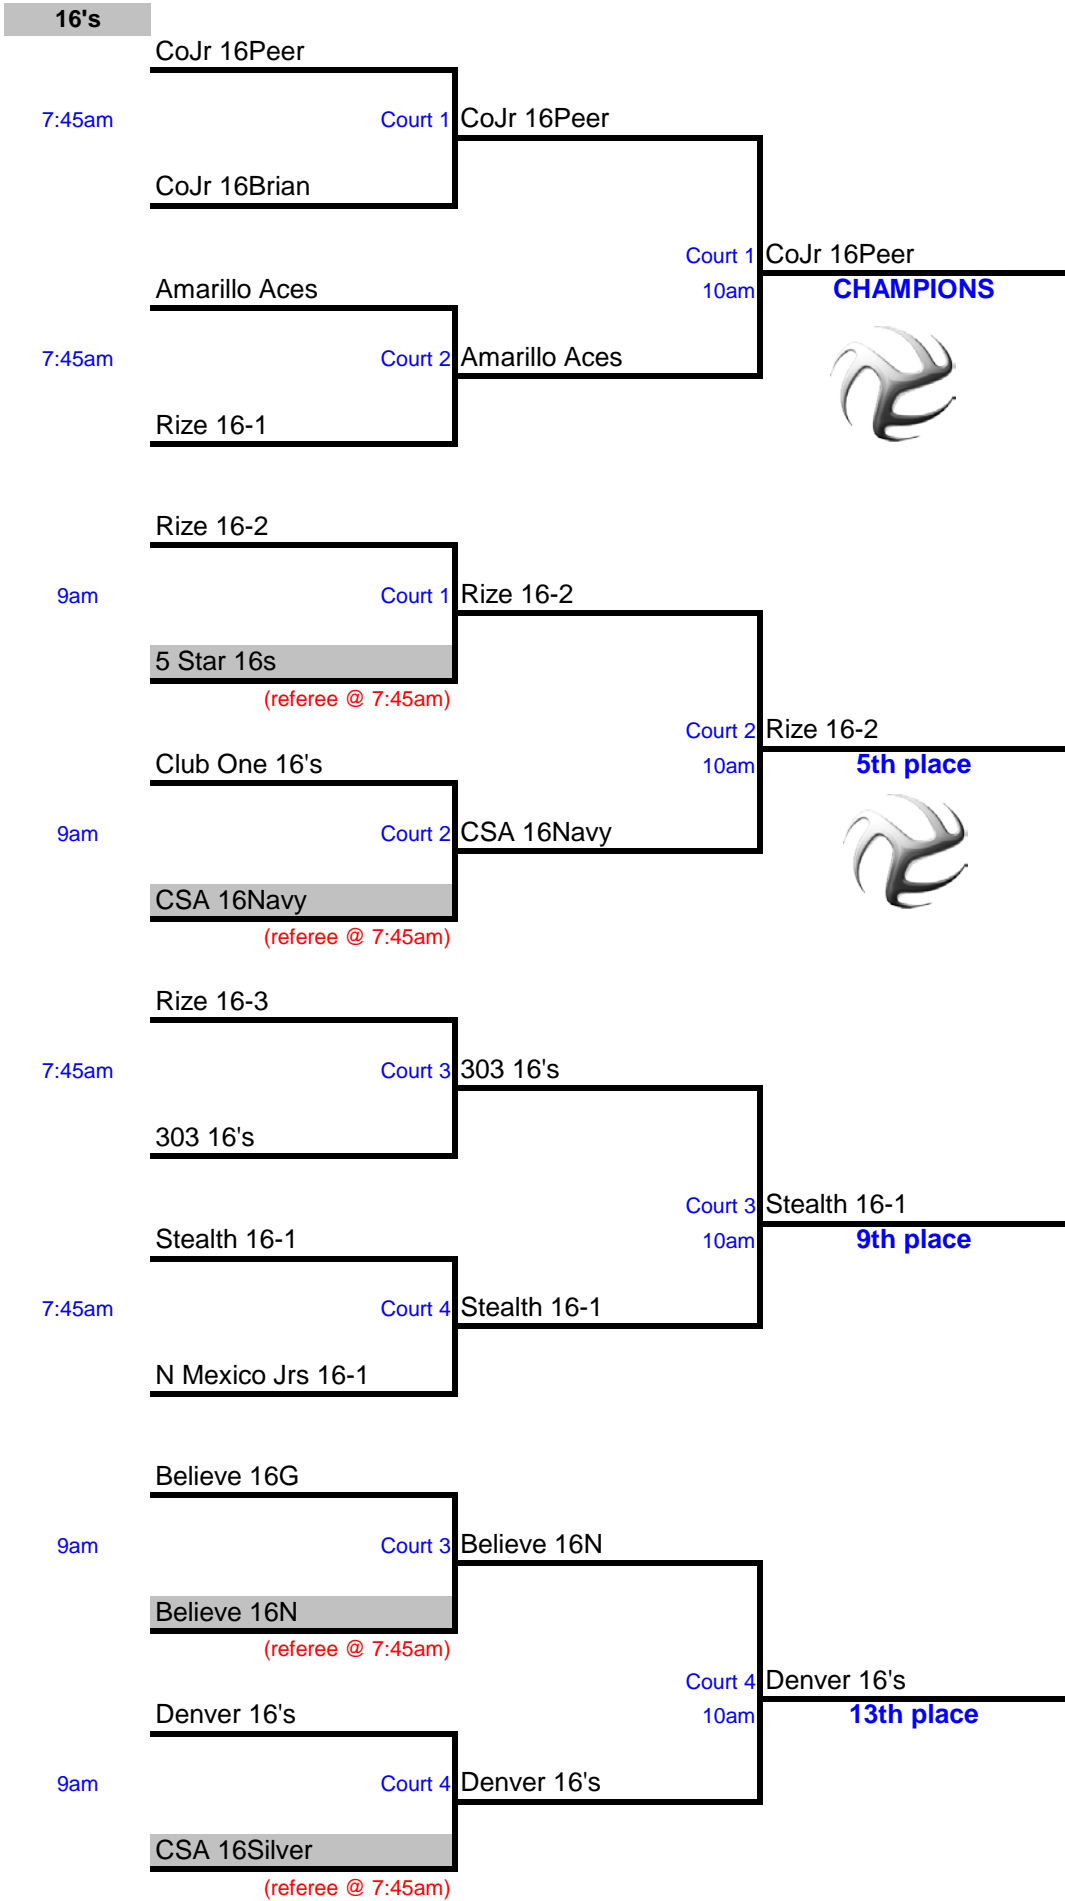 16's
CoJr 16Peer
7:45am Court 1 CoJr 16Peer
CoJr 16Brian
Court 1 CoJr 16Peer
Amarillo Aces 10am CHAMPIONS
7:45am Court 2 Amarillo Aces
Rize 16-1
Rize 16-2
9am Court 1 Rize 16-2
5 Star 16s
(referee @ 7:45am)
Court 2 Rize 16-2
Club One 16's 10am 5th place
9am Court 2 CSA 16Navy
CSA 16Navy
(referee @ 7:45am)
Rize 16-3
7:45am Court 3 303 16's
303 16's
Court 3 Stealth 16-1
Stealth 16-1 10am 9th place
7:45am Court 4 Stealth 16-1
N Mexico Jrs 16-1
Believe 16G
9am Court 3 Believe 16N
Believe 16N
(referee @ 7:45am)
Court 4 Denver 16's
Denver 16's 10am 13th place
9am Court 4 Denver 16's
CSA 16Silver
(referee @ 7:45am)